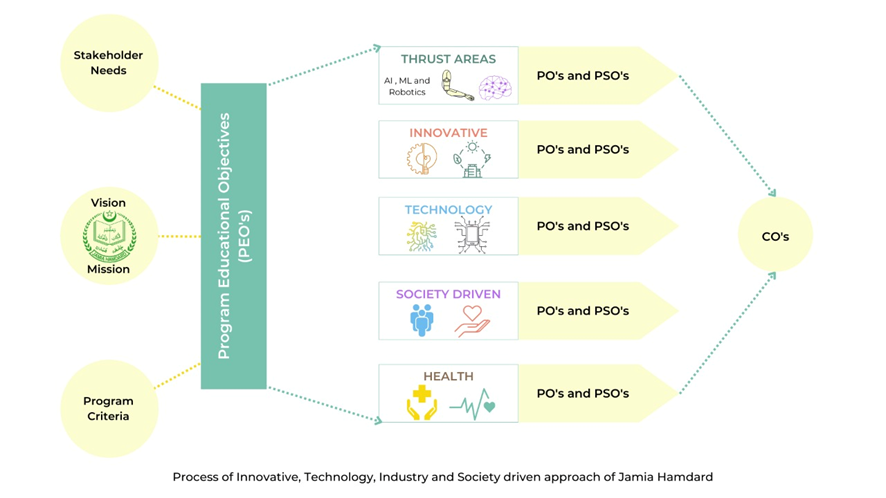 Stakeholder
Needs
Vision
JAMIA HAMDARD
Mission
Program
Criteria
Program Educational Objectives
(PEO's)
THRUST AREAS
AI , ML and
Robotics
PO's and PSO's
INNOVATIVE
PO's and PSO's
TECHNOLOGY
PO's and PSO's
SOCIETY DRIVEN
PO's and PSO's
HEALTH
PO's and PSO's
CO's
Process of Innovative, Technology, Industry and Society driven approach of Jamia Hamdard